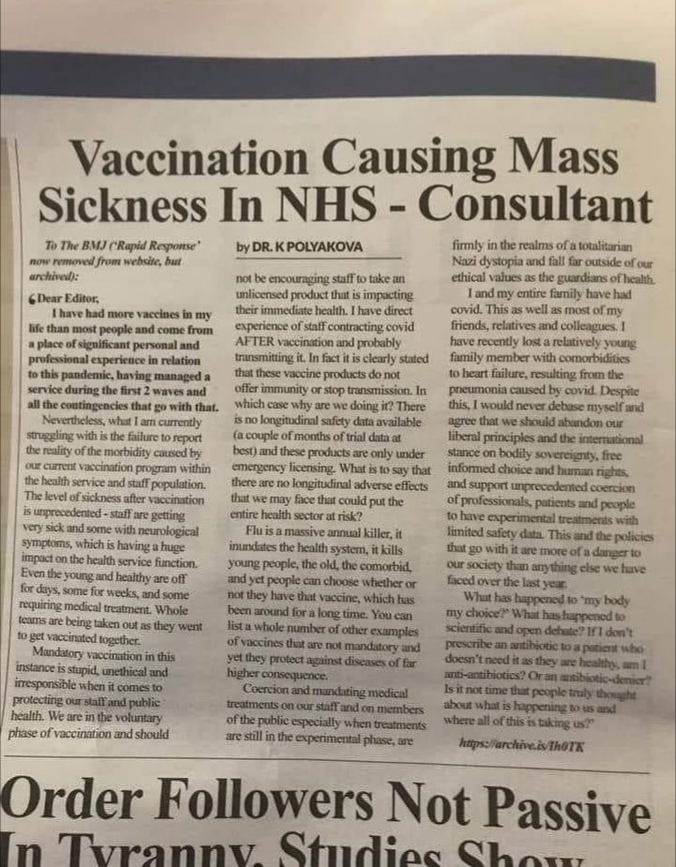 Vaccination Causing Mass
Sickness In NHS - Consultant
To The BMJ ('Rapid Response'
now removed from website, but
archived):
‘Dear Editor,
I have had more vaccines in my
life than most people and come from
a place of significant personal and
professional experience in relation
to this pandemic, having managed a
service during the first 2 waves and
all the contingencies that go with that.
Nevertheless, what I am currently
struggling with is the failure to report
the reality of the morbidity caused by
our current vaccination program within
the health service and staff population.
The level of sickness after vaccination
is unprecedented - staff are getting
very sick and some with neurological
symptoms, which is having a huge
impact on the health service function.
Even the young and healthy are off
for days, some for weeks, and some
requiring medical treatment. Whole
teams are being taken out as they went
to get vaccinated together.
Mandatory vaccination in this
instance is stupid, unethical and
irresponsible when it comes to
protecting our staff and public
health. We are in the voluntary
phase of vaccination and should
by DR. K POLYAKOVA
not be encouraging staff to take an
unlicensed product that is impacting
their immediate health. I have direct
experience of staff contracting covid
AFTER vaccination and probably
transmitting it. In fact it is clearly stated
that these vaccine products do not
offer immunity or stop transmission. In
which case why are we doing it? There
is no longitudinal safety data available
(a couple of months of trial data at
best) and these products are only under
emergency licensing. What is to say that
there are no longitudinal adverse effects
that we may face that could put the
entire health sector at risk?
Flu is a massive annual killer, it
inundates the health system, it kills
young people, the old, the comorbid,
and yet people can choose whether or
not they have that vaccine, which has
been around for a long time. You can
list a whole number of other examples
of vaccines that are not mandatory and
yet they protect against diseases of far
higher consequence.
Coercion and mandating medical
treatments on our staff and on members
of the public especially when treatments
are still in the experimental phase, are
firmly in the realms of a totalitarian
Nazi dystopia and fall far outside of our
ethical values as the guardians of health.
I and my entire family have had
covid. This as well as most of my
friends, relatives and colleagues. I
have recently lost a relatively young
family member with comorbidities
to heart failure, resulting from the
pneumonia caused by covid. Despite
this, I would never debase myself and
agree that we should abandon our
liberal principles and the international
stance on bodily sovereignty, free
informed choice and human rights,
and support unprecedented coercion
of professionals, patients and people
to have experimental treatments with
limited safety data. This and the policies
that go with it are more of a danger to
our society than anything else we have
faced over the last year.
What has happened to 'my body
my choice?' What has happened to
scientific and open debate? If I don't
prescribe an antibiotic to a patient who
doesn't need it as they are healthy, am I
anti-antibiotics? Or an antibiotic-denier?
Is it not time that people truly thought
about what is happening to us and
where all of this is taking us?'
https://archive.is/Ih0TK
Order Followers Not Passive
In Tyranny, Studies Show